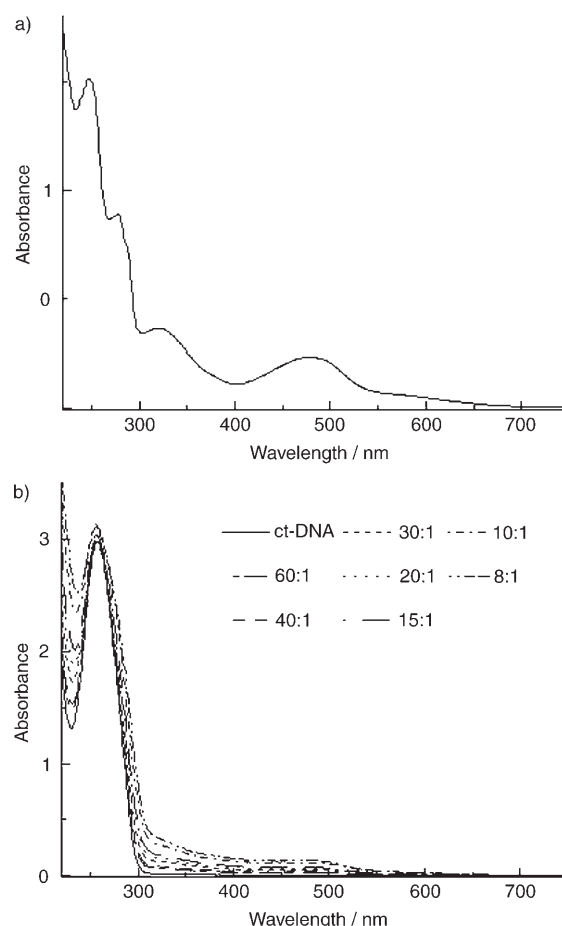 a)
Absorbance
1
0
300 400 500 600 700
Wavelength / nm
b)
Absorbance
3
2
1
0
ct-DNA 30:1 10:1
60:1 20:1 8:1
40:1 15:1
300 400 500 600 700
Wavelength / nm